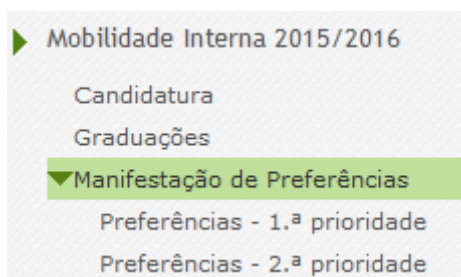 Mobilidade Interna 2015/2016
Candidatura
Graduações
Manifestação de Preferências
Preferências - 1.ª prioridade
Preferências - 2.ª prioridade